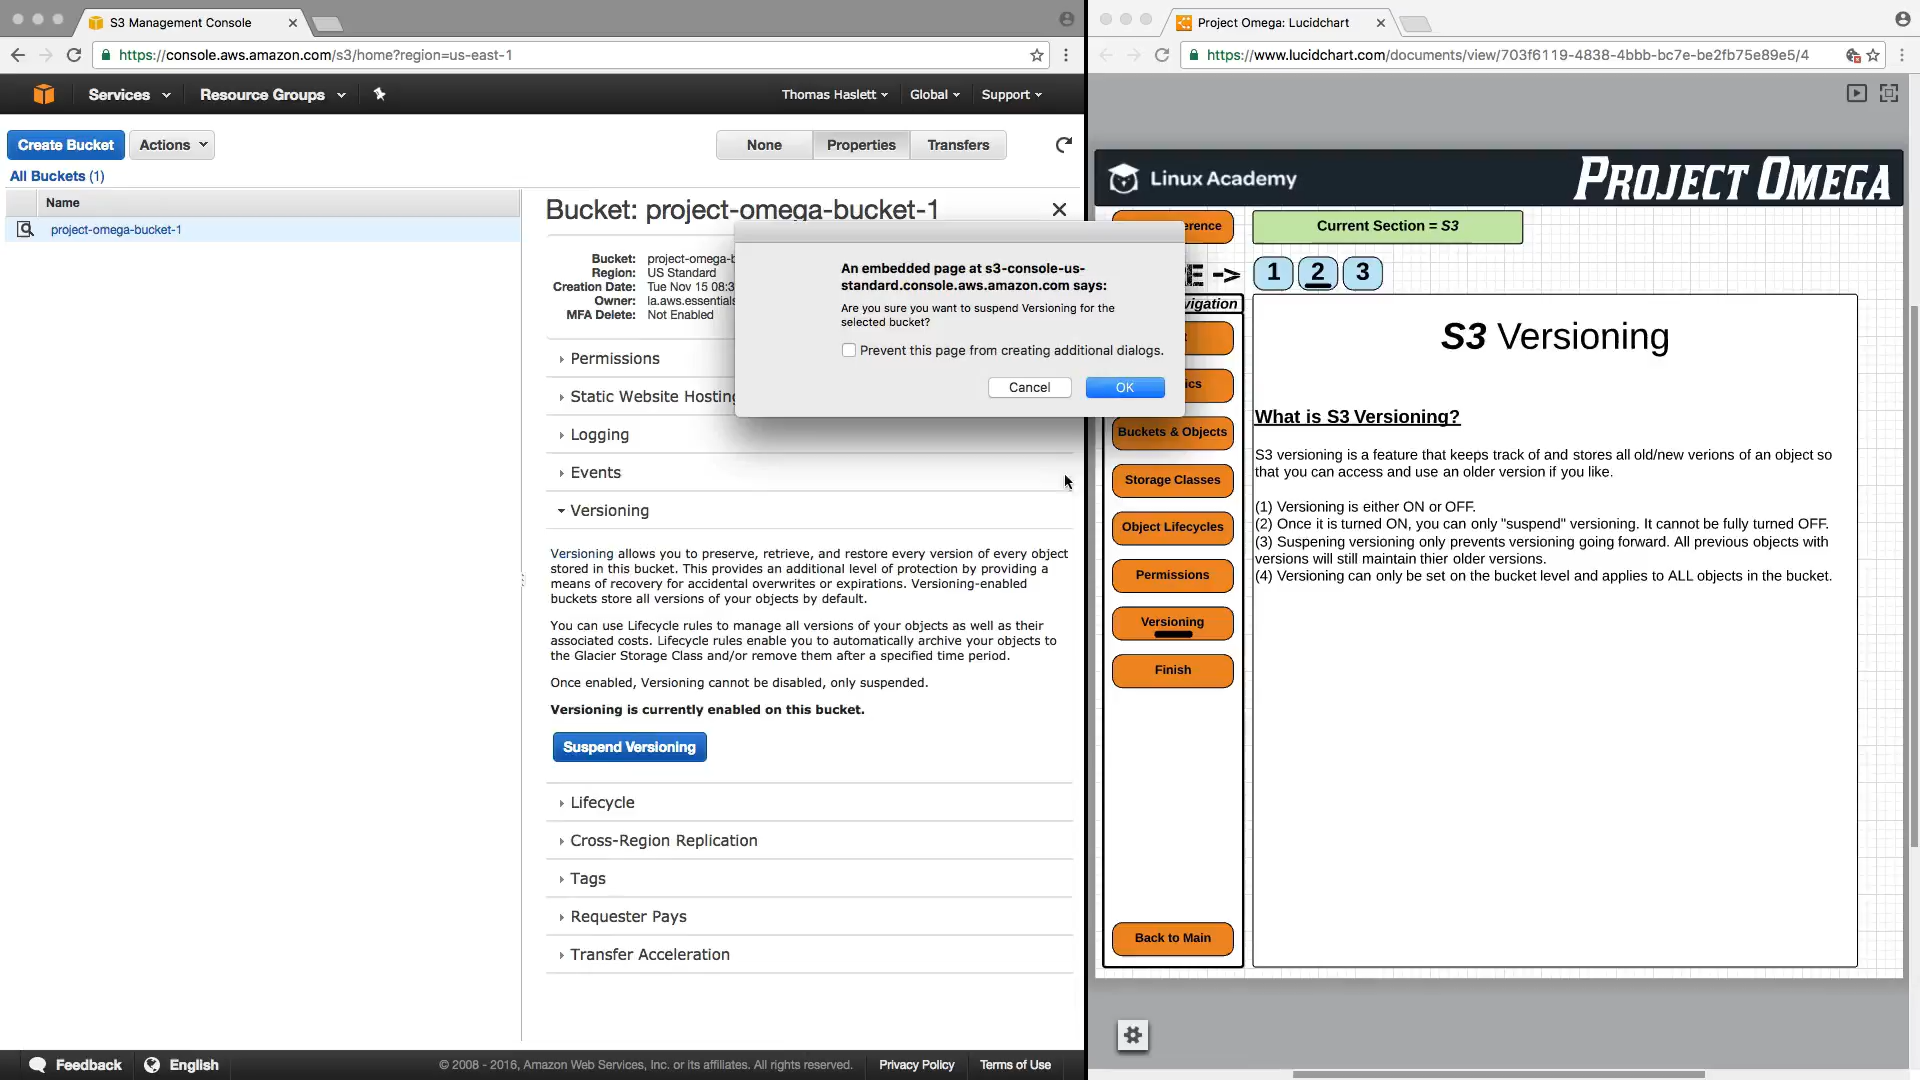 S3 Management Console
https://console.aws.amazon.com/s3/home?region=us-east-1
Services
Resource Groups
Thomas Haslett
Global
Support
Create Bucket
Actions
None
Properties
Transfers
All Buckets (1)
Name
project-omega-bucket-1
Bucket: project-omega-bucket-1
Bucket: project-omega-b
Region: US Standard
Creation Date: Tue Nov 15 08:3
Owner: la.aws.essentials
MFA Delete: Not Enabled
Permissions
Static Website Hosting
Logging
Events
Versioning
Versioning allows you to preserve, retrieve, and restore every version of every object
stored in this bucket. This provides an additional level of protection by providing a
means of recovery for accidental overwrites or expirations. Versioning-enabled
buckets store all versions of your objects by default.
You can use Lifecycle rules to manage all versions of your objects as well as their
associated costs. Lifecycle rules enable you to automatically archive your objects to
the Glacier Storage Class and/or remove them after a specified time period.
Once enabled, Versioning cannot be disabled, only suspended.
Versioning is currently enabled on this bucket.
Suspend Versioning
Lifecycle
Cross-Region Replication
Tags
Requester Pays
Transfer Acceleration
Feedback
English
© 2008 - 2016, Amazon Web Services, Inc. or its affiliates. All rights reserved.
Privacy Policy
Terms of Use
An embedded page at s3-console-us-
standard.console.aws.amazon.com says:
Are you sure you want to suspend Versioning for the
selected bucket?
Prevent this page from creating additional dialogs.
Cancel
OK
Project Omega: Lucidchart
https://www.lucidchart.com/documents/view/703f6119-4838-4bbb-bc7e-be2fb75e89e5/4
Linux Academy
PROJECT OMEGA
erence
Current Section = S3
E ->
1
2
3
vigation
ics
Buckets & Objects
Storage Classes
Object Lifecycles
Permissions
Versioning
Finish
Back to Main
S3 Versioning
What is S3 Versioning?
S3 versioning is a feature that keeps track of and stores all old/new verions of an object so
that you can access and use an older version if you like.
(1) Versioning is either ON or OFF.
(2) Once it is turned ON, you can only "suspend" versioning. It cannot be fully turned OFF.
(3) Suspening versioning only prevents versioning going forward. All previous objects with
versions will still maintain thier older versions.
(4) Versioning can only be set on the bucket level and applies to ALL objects in the bucket.